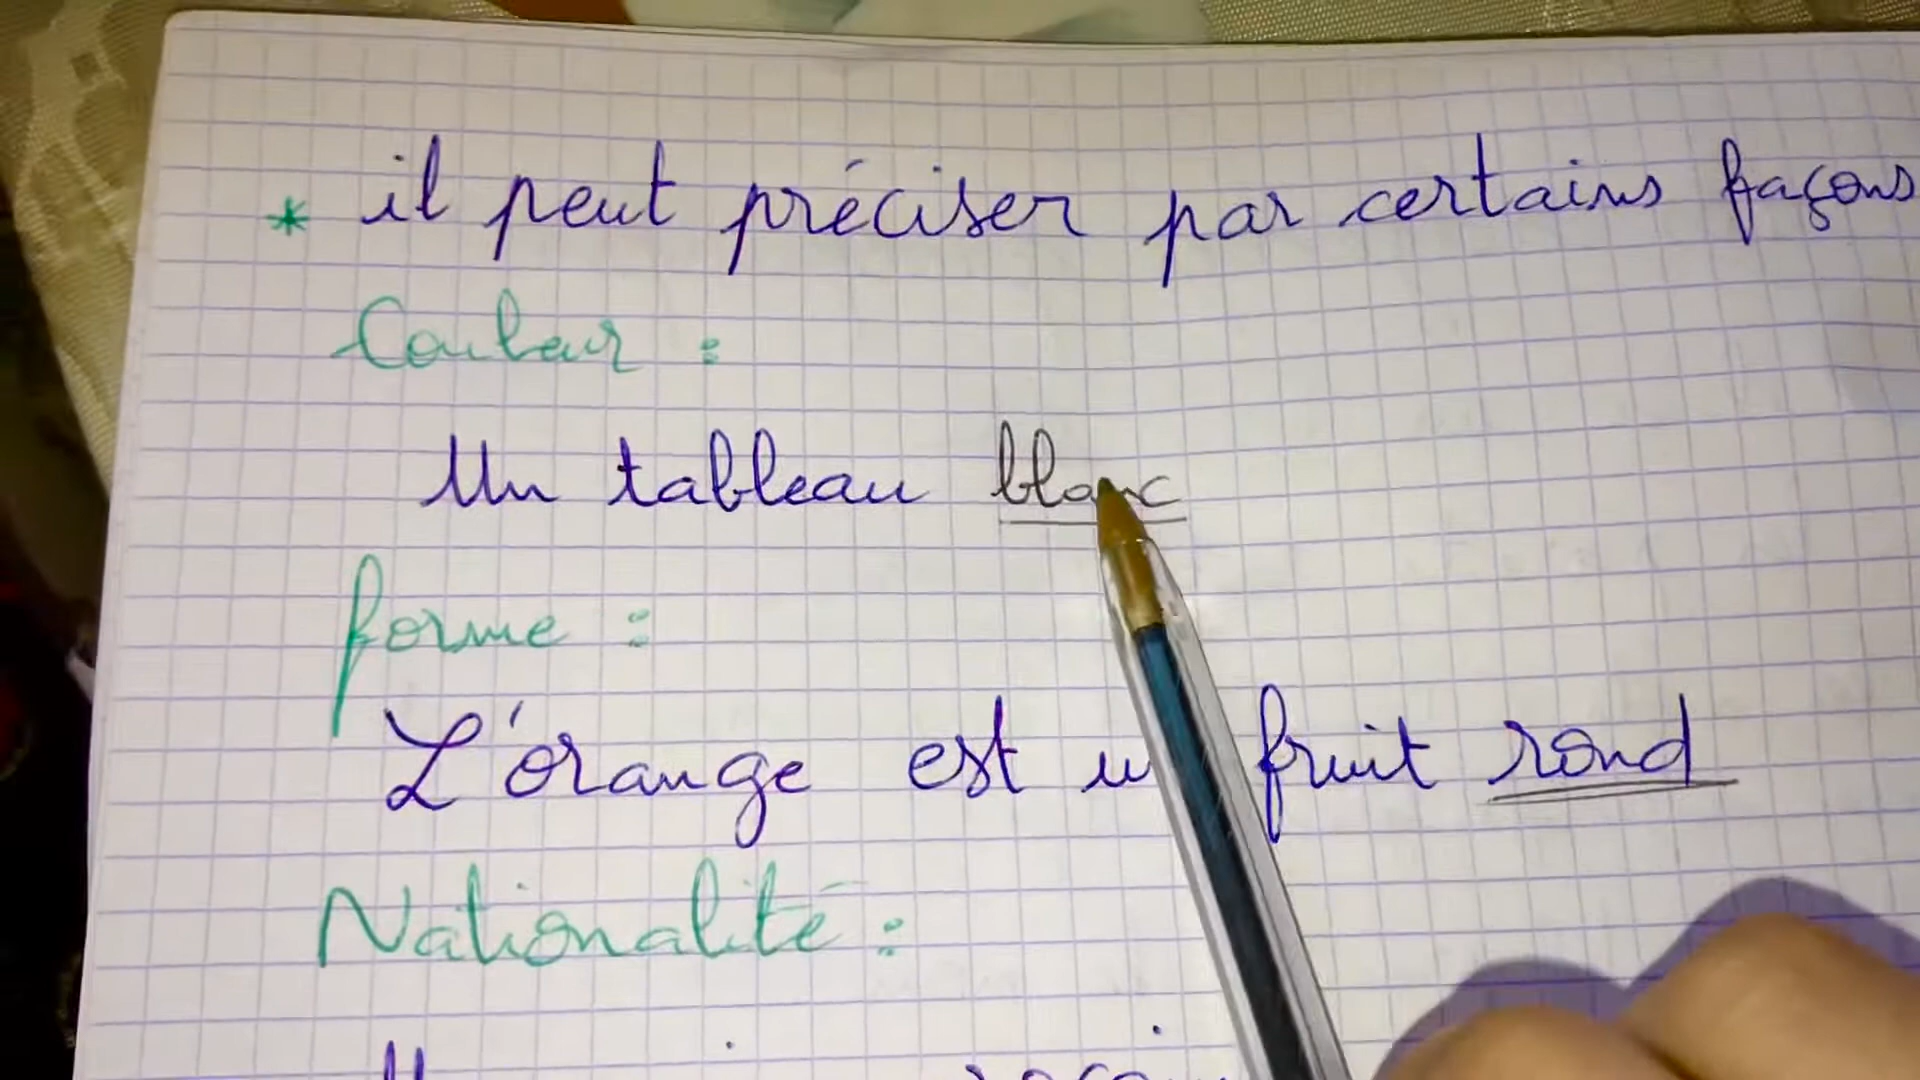 * il peut préciser par certains façons
Couleur :
Un tableau blanc
forme :
L'orange est un fruit rond
Nationalité :